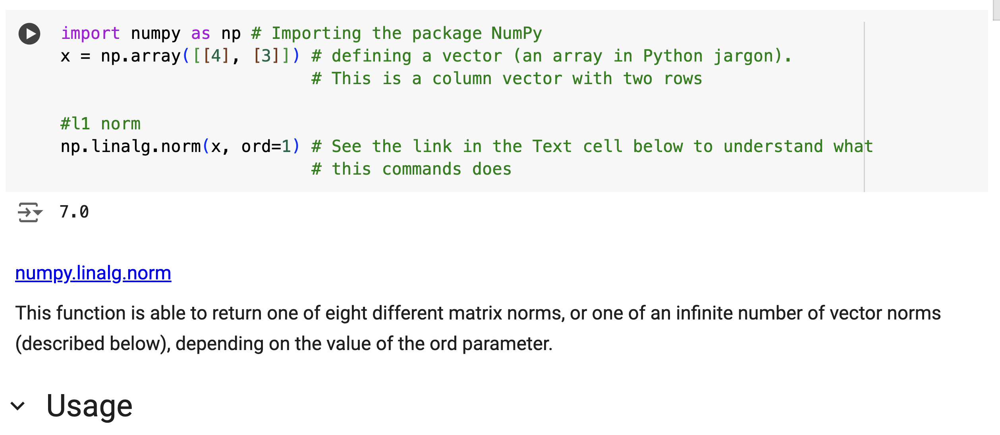 import numpy as np # Importing the package NumPy
x = np.array([[4], [3]]) # defining a vector (an array in Python jargon).
# This is a column vector with two rows
#l1 norm
np.linalg.norm(x, ord=1) # See the link in the Text cell below to understand what
# this commands does
7.0
numpy.linalg.norm
This function is able to return one of eight different matrix norms, or one of an infinite number of vector norms
(described below), depending on the value of the ord parameter.
Usage